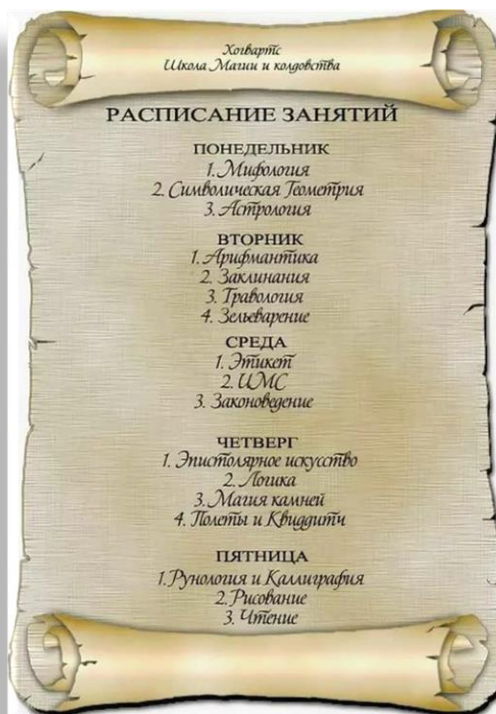 Хогвартс
Школа Магии и колдовства
РАСПИСАНИЕ ЗАНЯТИЙ
ПОНЕДЕЛЬНИК
1. Мифология
2. Символическая Геометрия
3. Астрология
ВТОРНИК
1. Арифмантика
2. Заклинания
3. Травология
4. Зельеварение
СРЕДА
1. Этикет
2. ИМС
3. Законоведение
ЧЕТВЕРГ
1. Эпистолярное искусство
2. Логика
3. Магия камней
4. Полеты и Квиддитч
ПЯТНИЦА
1. Рунология и Каллиграфия
2. Рисование
3. Чтение